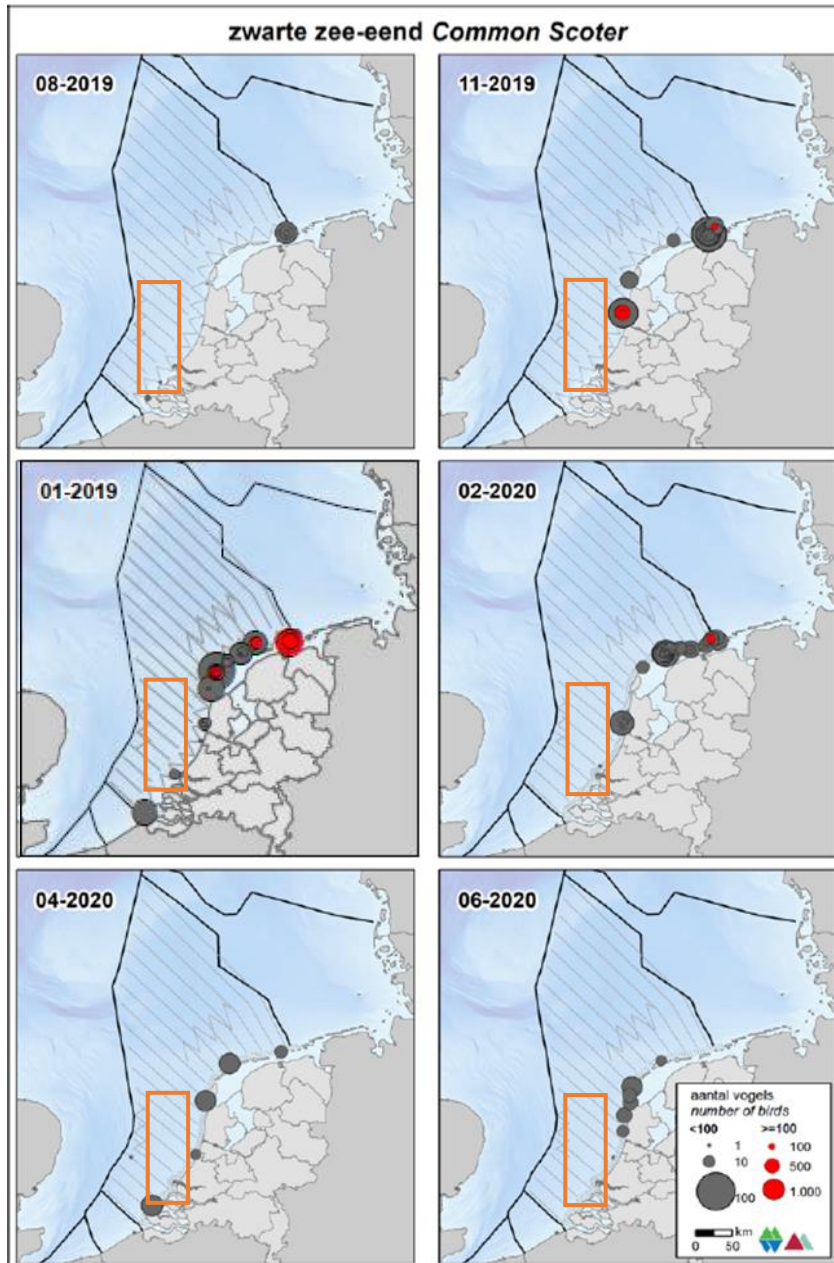 zwarte zee-eend Common Scoter
08-2019
11-2019
01-2019
02-2020
04-2020
06-2020
aantal vogels
number of birds
<100 >=100
1 100
10 500
100 1.000
km
0 50